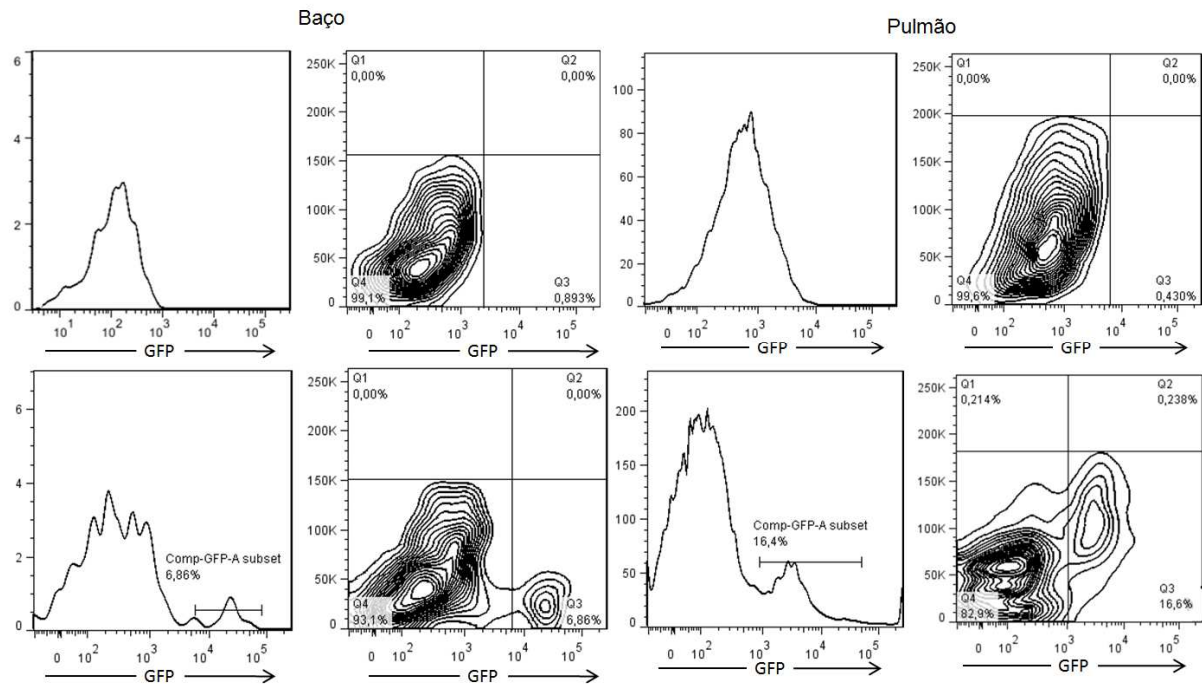 Baço
Pulmão
6
4
2
0
10^1 10^2 10^3 10^4 10^5
GFP
Q1
0,00%
Q2
0,00%
250K
200K
150K
100K
50K
0
Q4
99,1%
Q3
0,893%
0 10^2 10^3 10^4 10^5
GFP
100
80
60
40
20
0
0 10^2 10^3 10^4 10^5
GFP
Q1
0,00%
Q2
0,00%
250K
200K
150K
100K
50K
0
Q4
99,6%
Q3
0,430%
0 10^2 10^3 10^4 10^5
GFP
6
4
2
0
Comp-GFP-A subset
6,86%
0 10^2 10^3 10^4 10^5
GFP
Q1
0,00%
Q2
0,00%
250K
200K
150K
100K
50K
0
Q4
93,1%
Q3
6,86%
0 10^2 10^3 10^4 10^5
GFP
200
150
100
50
0
Comp-GFP-A subset
16,4%
0 10^2 10^3 10^4 10^5
GFP
Q1
0,214%
Q2
0,238%
250K
200K
150K
100K
50K
0
Q4
82,9%
Q3
16,6%
0 10^2 10^3 10^4 10^5
GFP